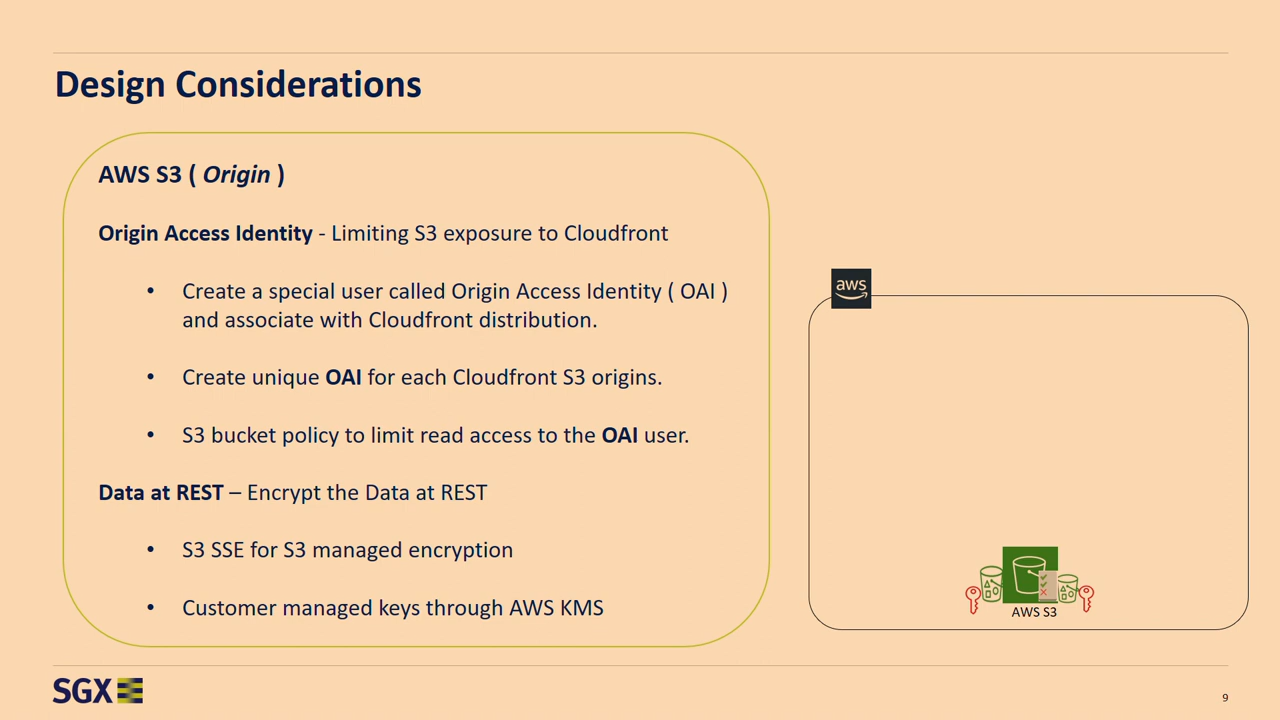 Design Considerations
AWS S3 ( Origin )
Origin Access Identity - Limiting S3 exposure to Cloudfront
• Create a special user called Origin Access Identity ( OAI )
and associate with Cloudfront distribution.
• Create unique OAI for each Cloudfront S3 origins.
• S3 bucket policy to limit read access to the OAI user.
Data at REST – Encrypt the Data at REST
• S3 SSE for S3 managed encryption
• Customer managed keys through AWS KMS
aws
AWS S3
SGX
9